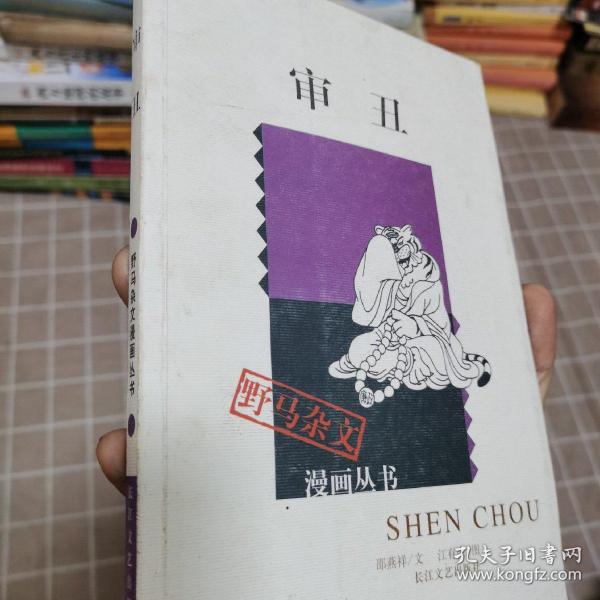 审丑
野马杂文
漫画丛书
SHEN CHOU
邵燕祥/文
长江文艺出版社
野马杂文漫画丛书
孔夫子旧书网
kongfz.com